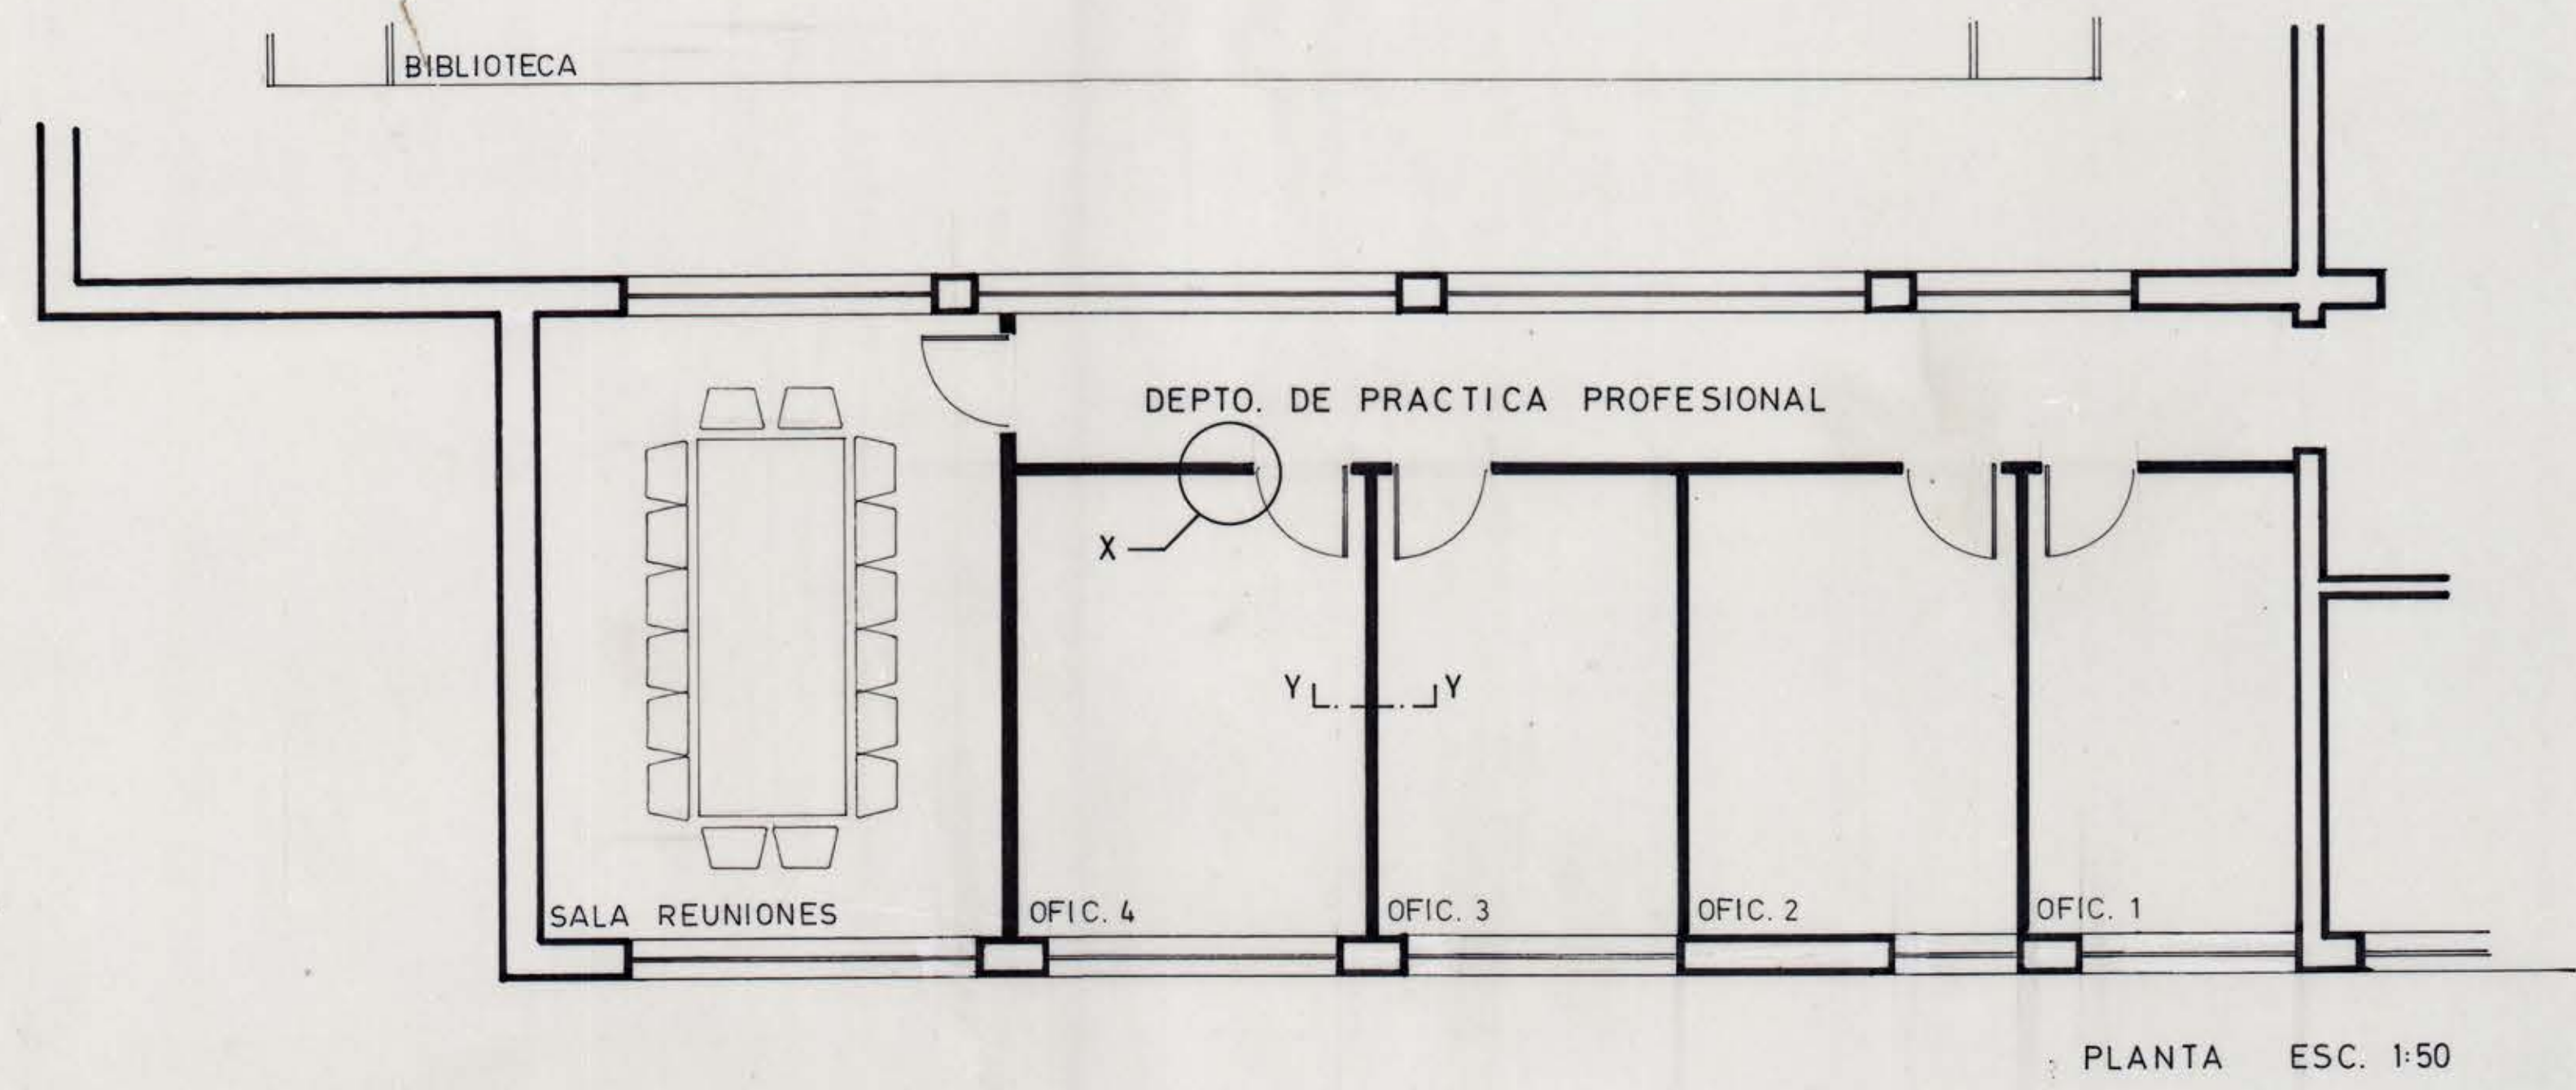 BIBLIOTECA
DEPTO. DE PRACTICA PROFESIONAL
X
Y Y
SALA REUNIONES
OFIC. 4
OFIC. 3
OFIC. 2
OFIC. 1
PLANTA ESC. 1:50